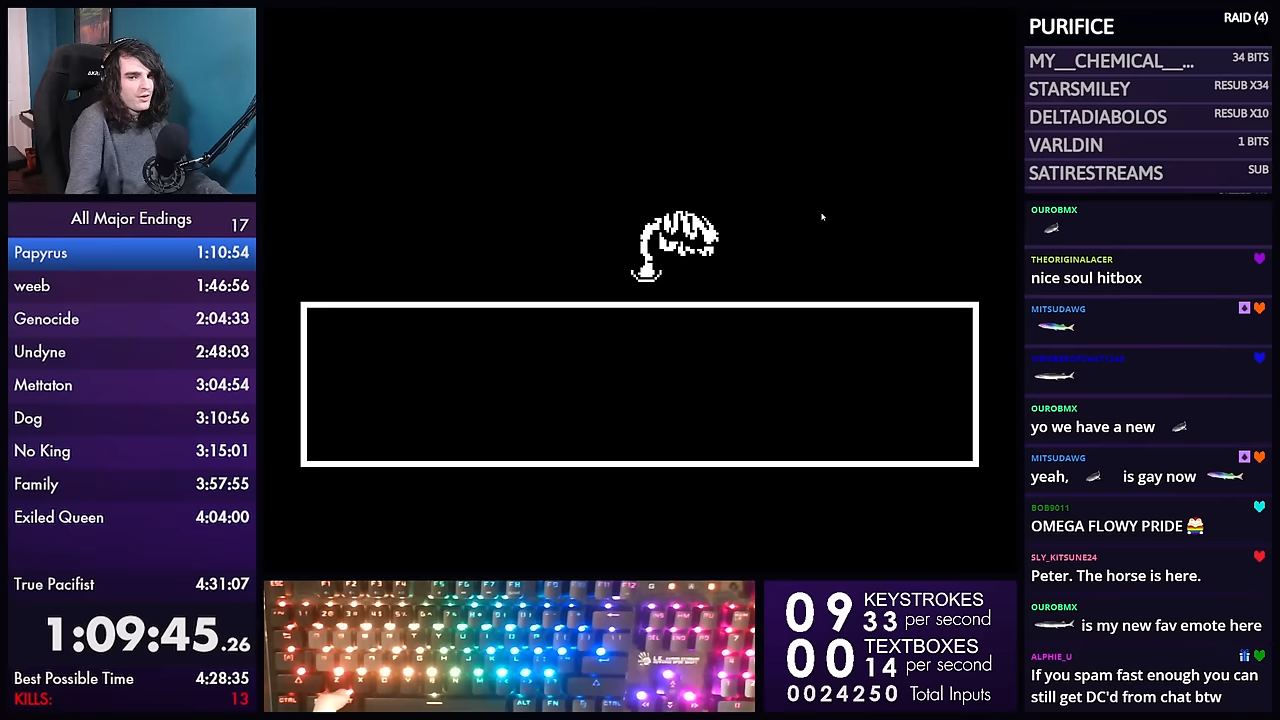 All Major Endings 17
Papyrus 1:10:54
weeb 1:46:56
Genocide 2:04:33
Undyne 2:48:03
Mettaton 3:04:54
Dog 3:10:56
No King 3:15:01
Family 3:57:55
Exiled Queen 4:04:00
True Pacifist 4:31:07
1:09:45.26
Best Possible Time 4:28:35
KILLS: 13
09 33 KEYSTROKES per second
00 14 TEXTBOXES per second
0024250 Total Inputs
PURIFICE RAID (4)
MY__CHEMICAL__... 34 BITS
STARSMILEY RESUB X34
DELTADIABOLOS RESUB X10
VARLDIN 1 BITS
SATIRESTREAMS SUB
OUROBMX
THEORIGINALACER
nice soul hitbox
MITSUDAWG
OUROBMX
yo we have a new
MITSUDAWG
yeah, is gay now
BOB9011
OMEGA FLOWY PRIDE
SLY_KITSUNE24
Peter. The horse is here.
OUROBMX
is my new fav emote here
ALPHIE_U
If you spam fast enough you can
still get DC'd from chat btw